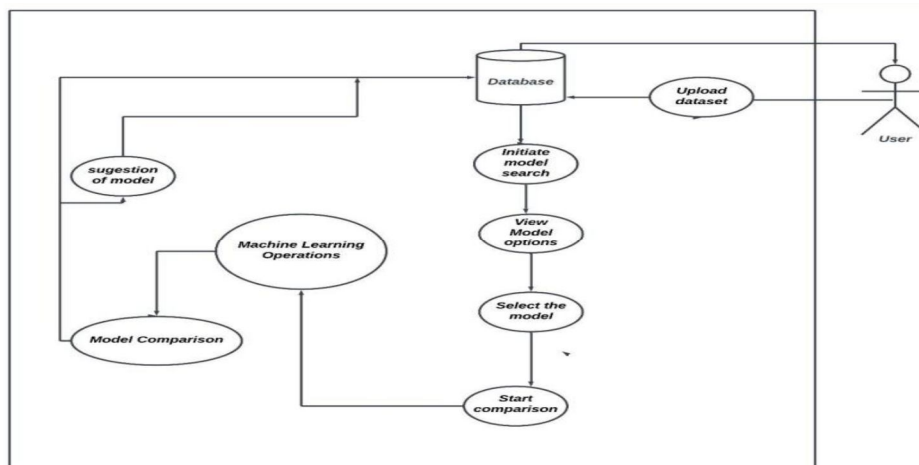 Database
Upload
dataset
User
Initiate
model
search
sugestion
of model
View
Model
options
Machine Learning
Operations
Select the
model
Model Comparison
Start
comparison